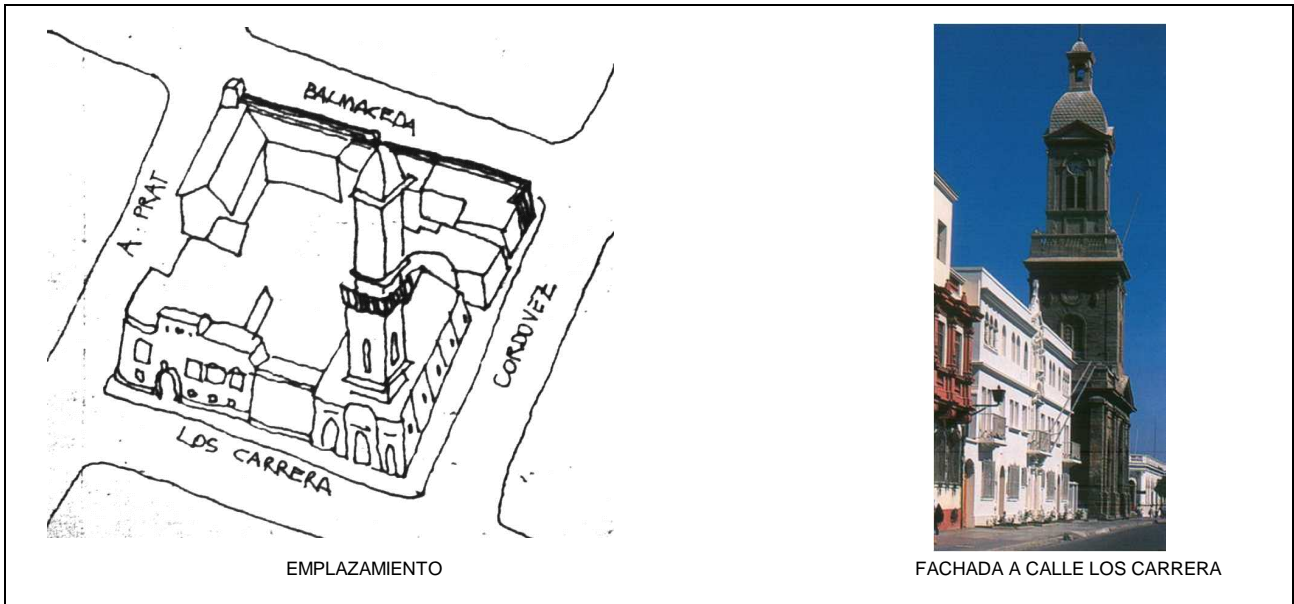 BALMACEDA
A. PRAT
CORDOVEZ
LOS CARRERA
EMPLAZAMIENTO
FACHADA A CALLE LOS CARRERA